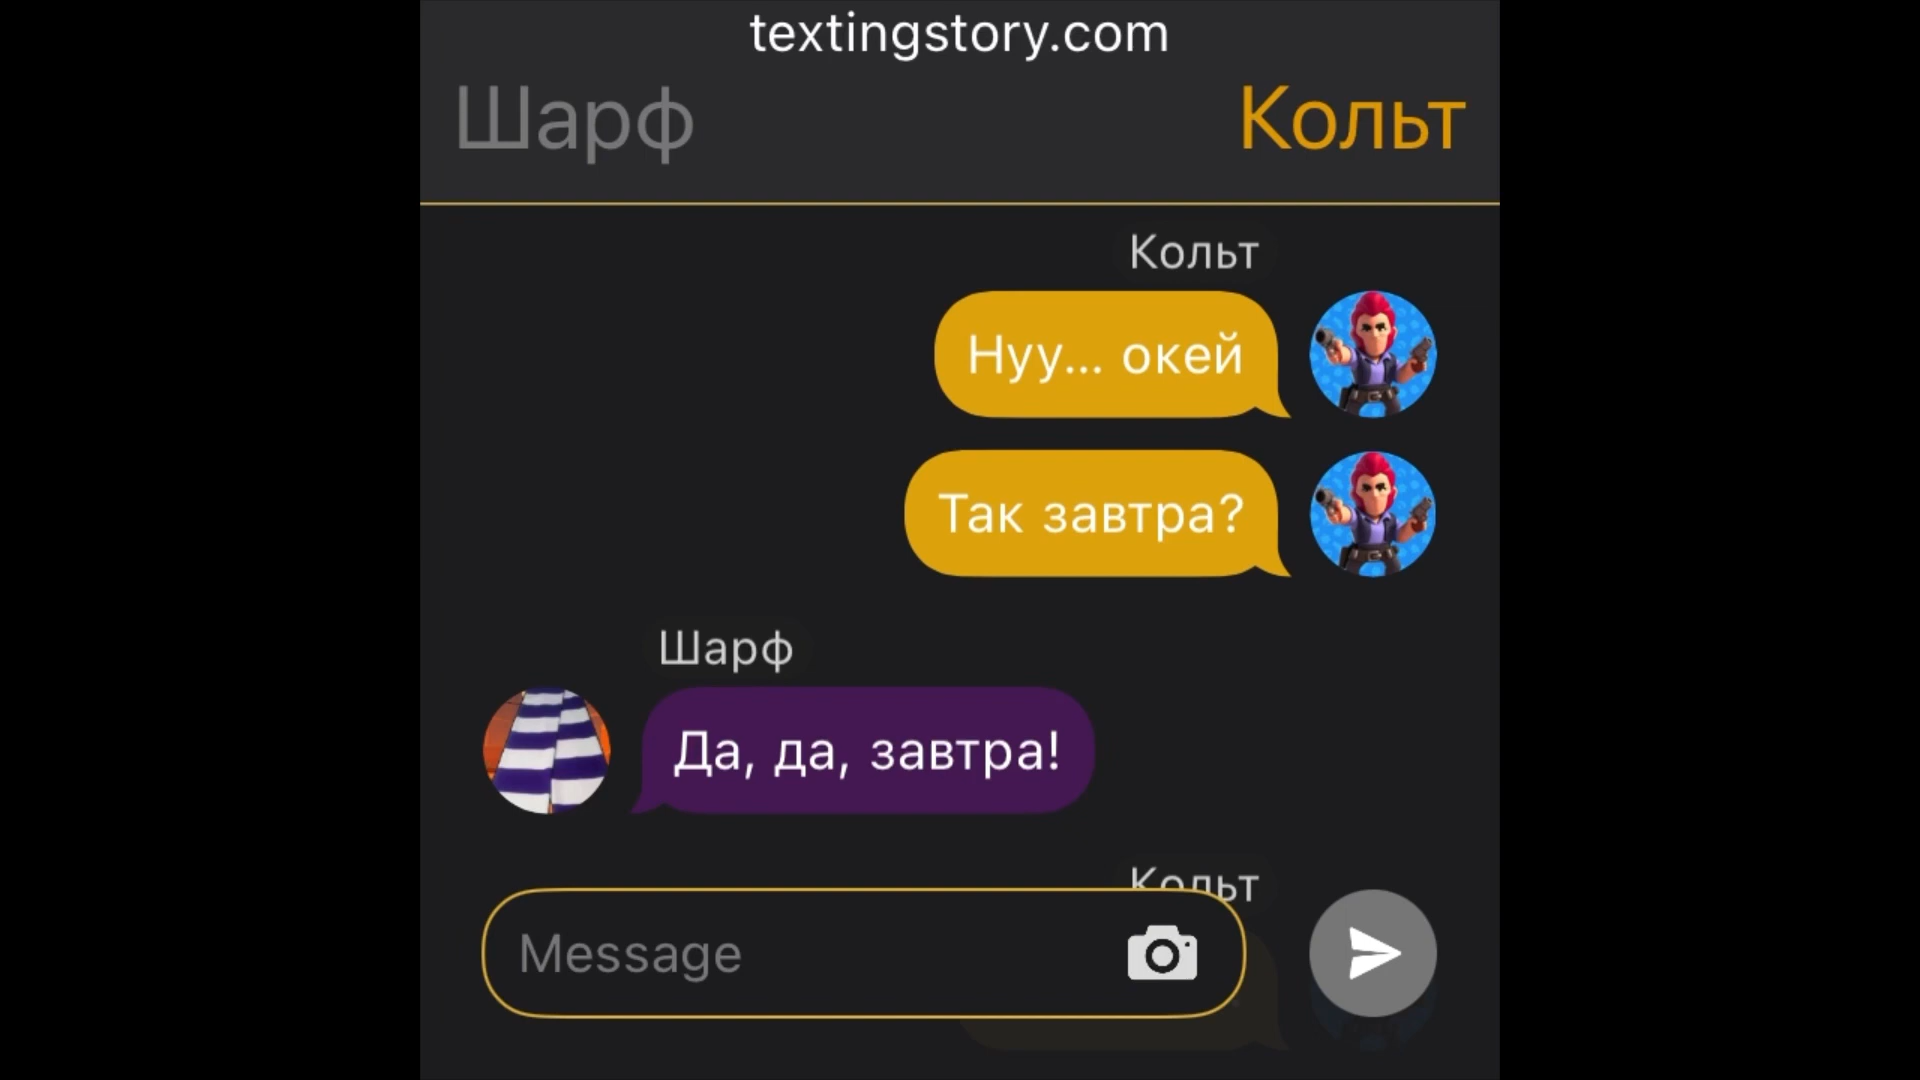 textingstory.com
Шарф
Кольт
Кольт
Нуу... окей
Так завтра?
Шарф
Да, да, завтра!
Кольт
Message